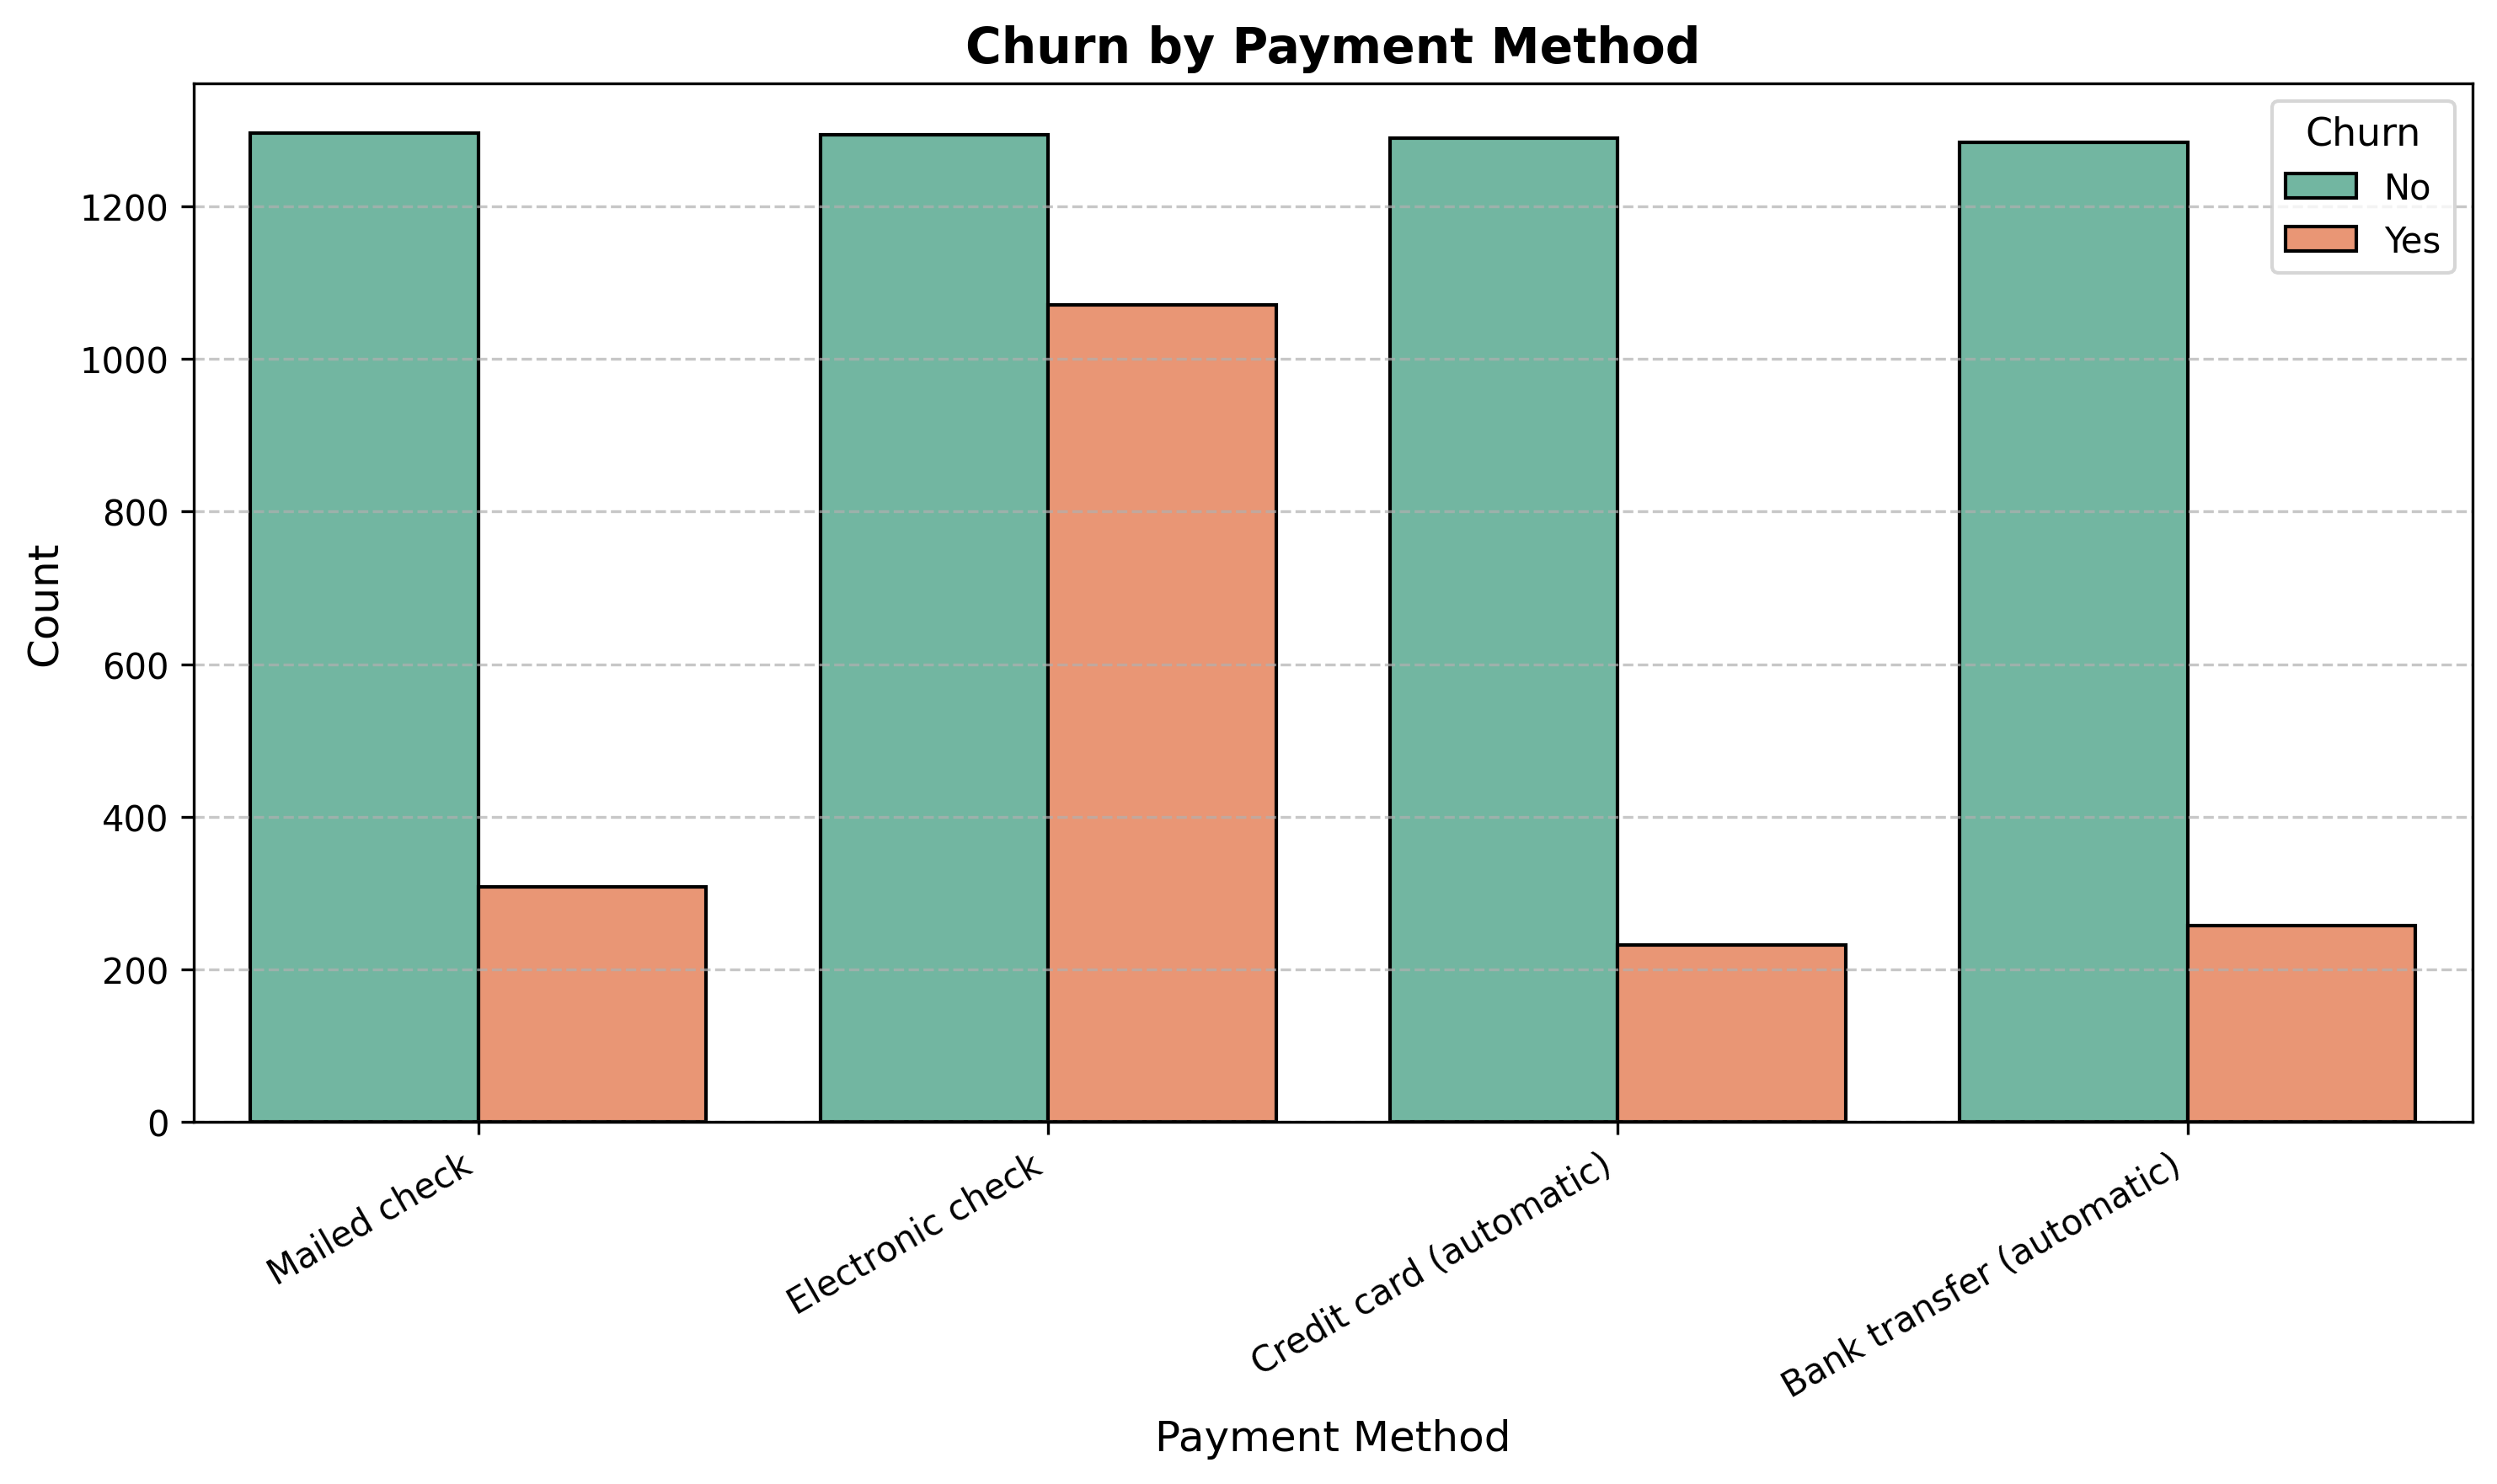 Churn by Payment Method
Churn
No
Yes
Count
1200
1000
800
600
400
200
0
Mailed check
Electronic check
Credit card (automatic)
Bank transfer (automatic)
Payment Method